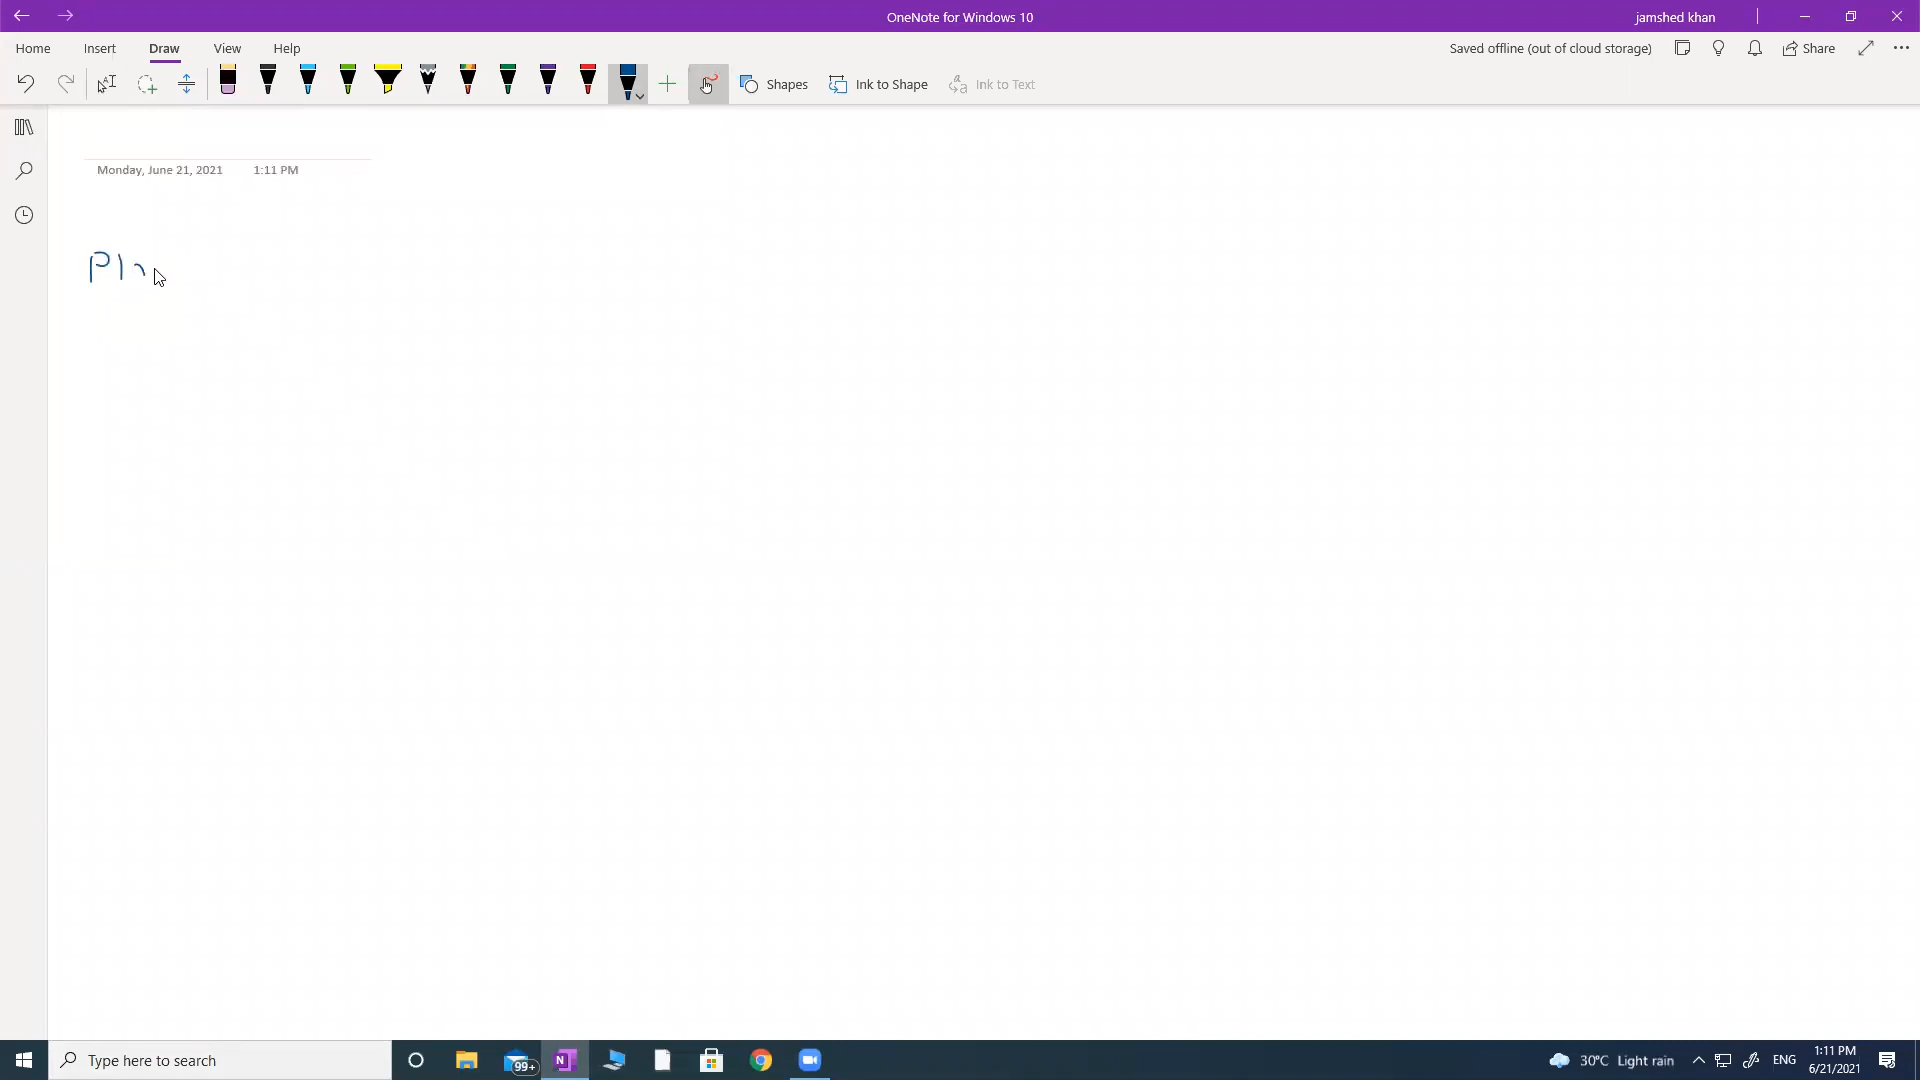 OneNote for Windows 10
jamshed khan
Home Insert Draw View Help
Saved offline (out of cloud storage)
Share
Shapes
Ink to Shape
Ink to Text
Monday, June 21, 2021 1:11 PM
Type here to search
99+
30°C Light rain
ENG
1:11 PM
6/21/2021